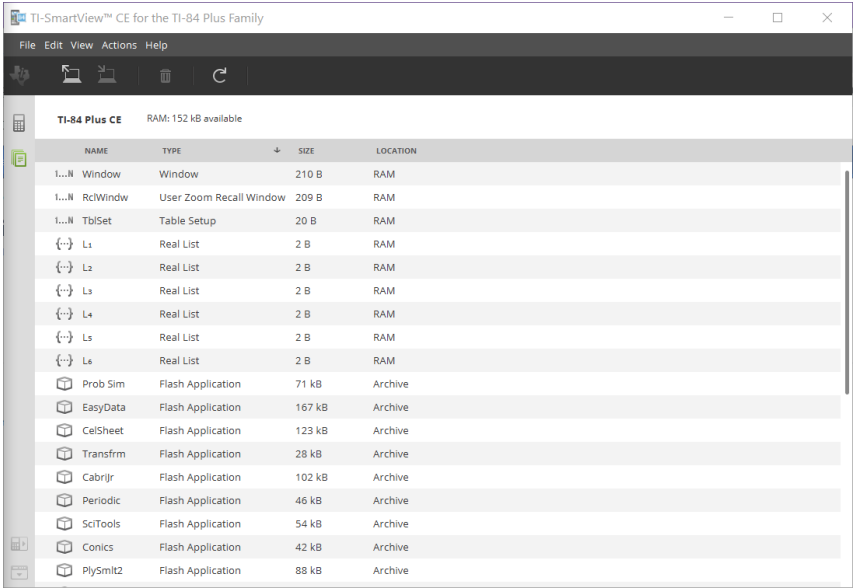 TI-SmartView™ CE for the TI-84 Plus Family
File Edit View Actions Help
TI-84 Plus CE RAM: 152 kB available
NAME TYPE SIZE LOCATION
1...N Window Window 210 B RAM
1...N RclWindw User Zoom Recall Window 209 B RAM
1...N TblSet Table Setup 20 B RAM
{···} L₁ Real List 2 B RAM
{···} L₂ Real List 2 B RAM
{···} L₃ Real List 2 B RAM
{···} L₄ Real List 2 B RAM
{···} L₅ Real List 2 B RAM
{···} L₆ Real List 2 B RAM
Prob Sim Flash Application 71 kB Archive
EasyData Flash Application 167 kB Archive
CelSheet Flash Application 123 kB Archive
Transfrm Flash Application 28 kB Archive
CabriJr Flash Application 102 kB Archive
Periodic Flash Application 46 kB Archive
SciTools Flash Application 54 kB Archive
Conics Flash Application 42 kB Archive
PlySmlt2 Flash Application 88 kB Archive